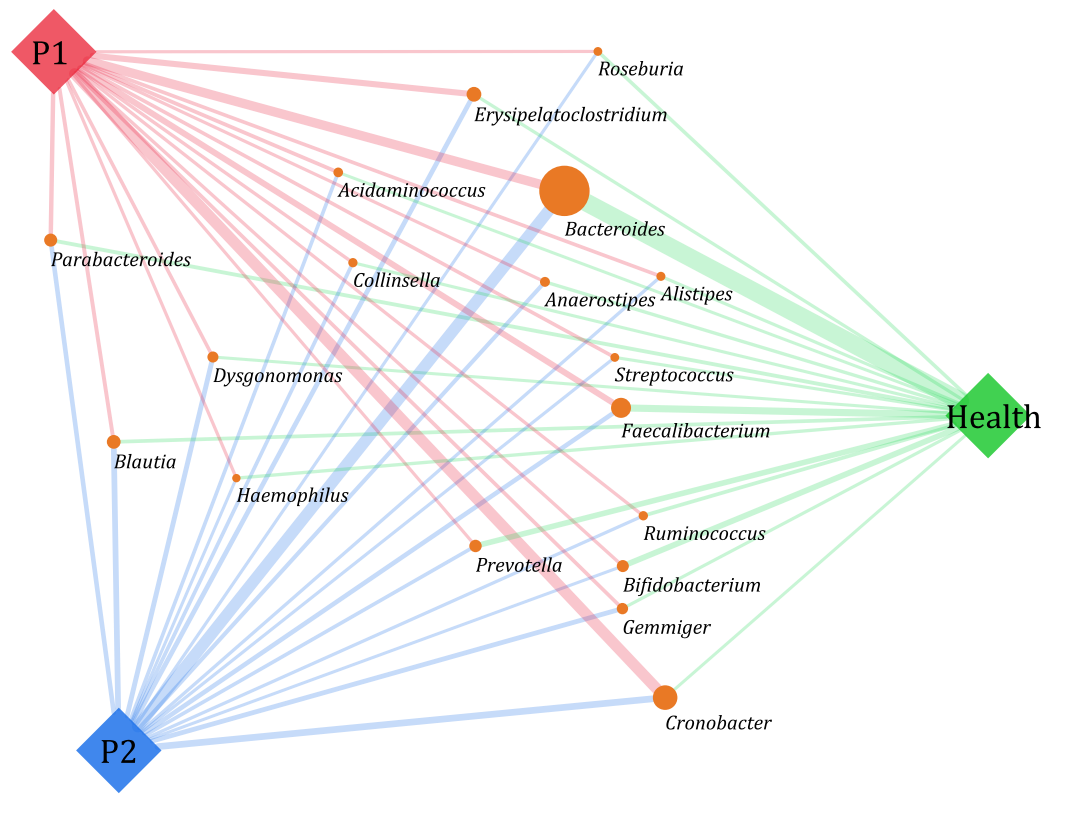 P1
Roseburia
Erysipelatoclostridium
Acidaminococcus
Bacteroides
Parabacteroides
Collinsella
Anaerostipes
Alistipes
Dysgonomonas
Streptococcus
Health
Faecalibacterium
Blautia
Haemophilus
Ruminococcus
Prevotella
Bifidobacterium
Gemmiger
Cronobacter
P2